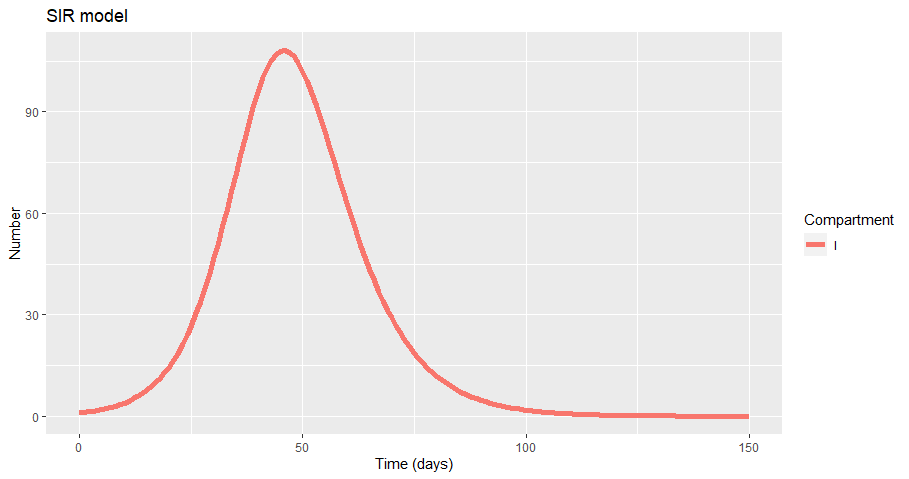 SIR model
90
60
30
0
Number
0 50 100 150
Time (days)
Compartment
I